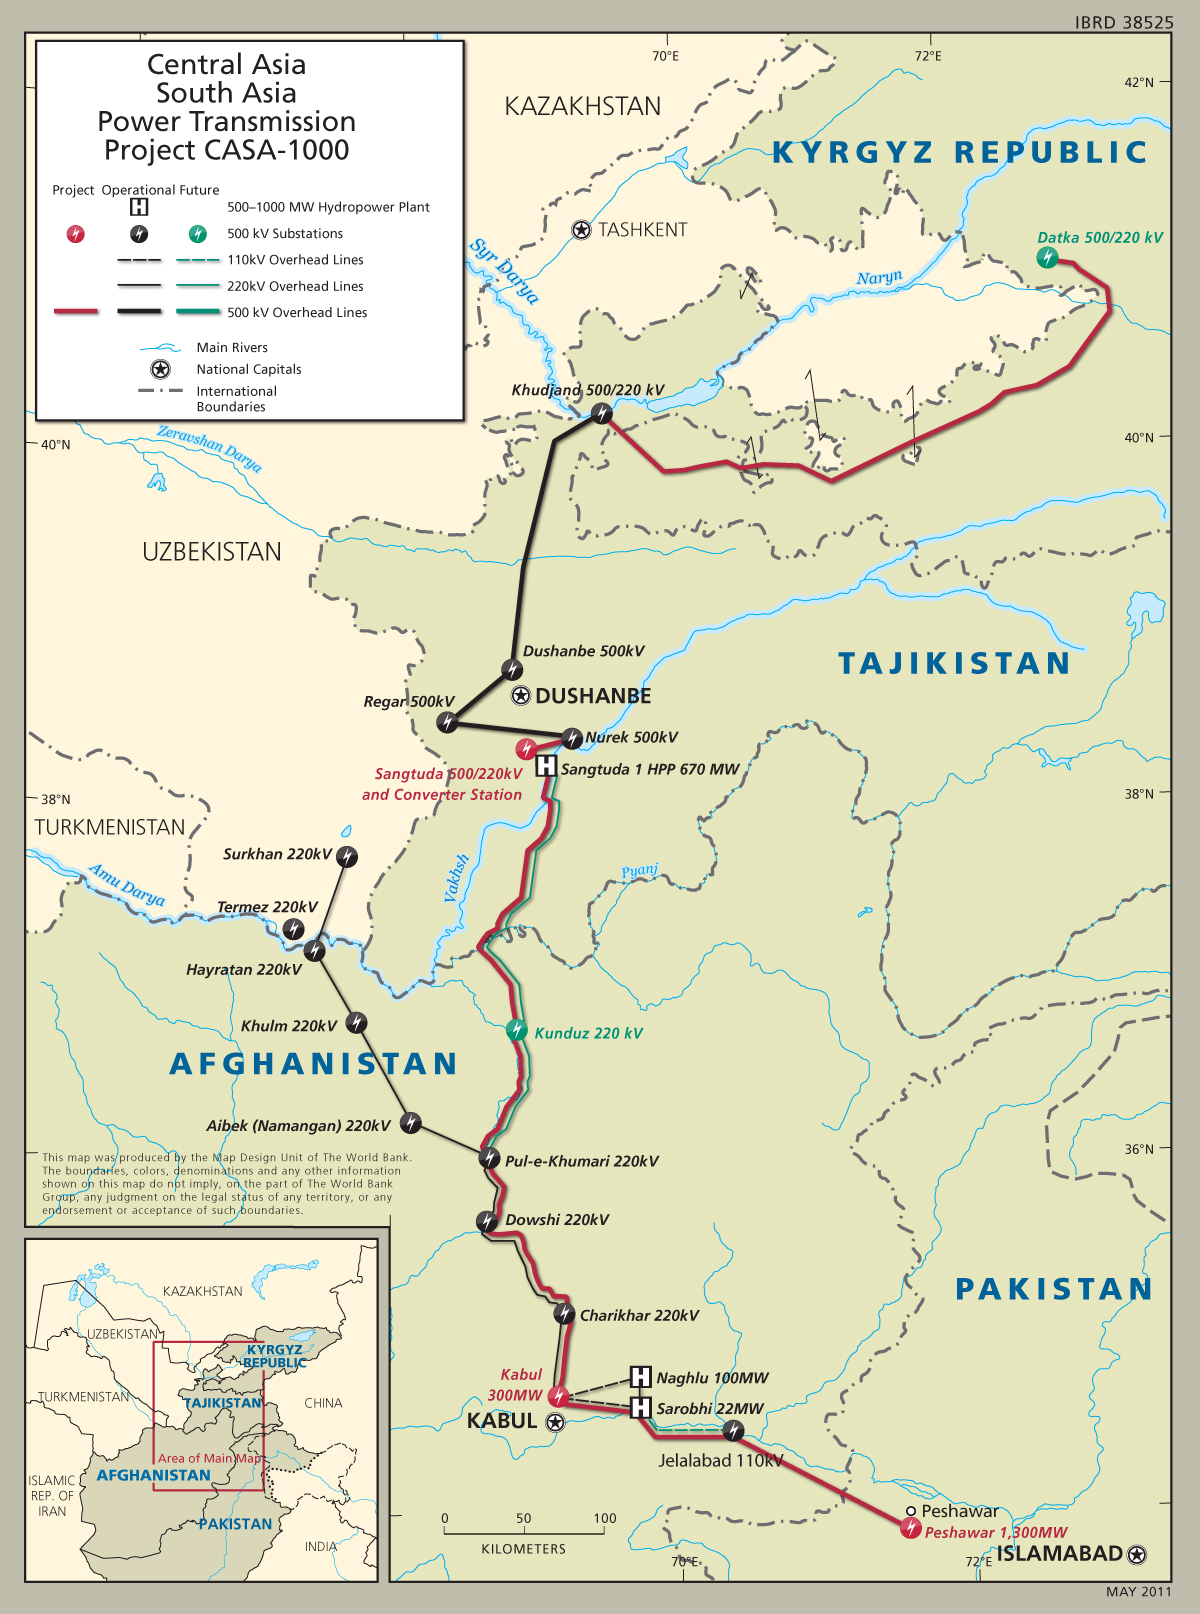 IBRD 38525
Central Asia
South Asia
Power Transmission
Project CASA-1000
Project Operational Future
500–1000 MW Hydropower Plant
500 kV Substations
110kV Overhead Lines
220kV Overhead Lines
500 kV Overhead Lines
Main Rivers
National Capitals
International
Boundaries
70°E
72°E
42°N
KAZAKHSTAN
KYRGYZ REPUBLIC
TASHKENT
Datka 500/220 kV
Syr Darya
Naryn
Khudjand 500/220 kV
40°N
40°N
Zeravshan Darya
UZBEKISTAN
Dushanbe 500kV
TAJIKISTAN
DUSHANBE
Regar 500kV
Nurek 500kV
Sangtuda 500/220kV
and Converter Station
Sangtuda 1 HPP 670 MW
38°N
38°N
TURKMENISTAN
Surkhan 220kV
Vakhsh
Pyanj
Amu Darya
Termez 220kV
Hayratan 220kV
Khulm 220kV
Kunduz 220 kV
AFGHANISTAN
Aibek (Namangan) 220kV
36°N
Pul-e-Khumari 220kV
This map was produced by the Map Design Unit of The World Bank.
The boundaries, colors, denominations and any other information
shown on this map do not imply, on the part of The World Bank
Group, any judgment on the legal status of any territory, or any
endorsement or acceptance of such boundaries.
Dowshi 220kV
PAKISTAN
Charikhar 220kV
Kabul
300MW
Naghlu 100MW
Sarobhi 22MW
KABUL
Jelalabad 110kV
Peshawar
Peshawar 1,300MW
ISLAMABAD
0 50 100
KILOMETERS
70°E
72°E
KAZAKHSTAN
UZBEKISTAN
KYRGYZ
REPUBLIC
TURKMENISTAN
TAJIKISTAN
CHINA
Area of Main Map
AFGHANISTAN
ISLAMIC
REP. OF
IRAN
PAKISTAN
INDIA
MAY 2011